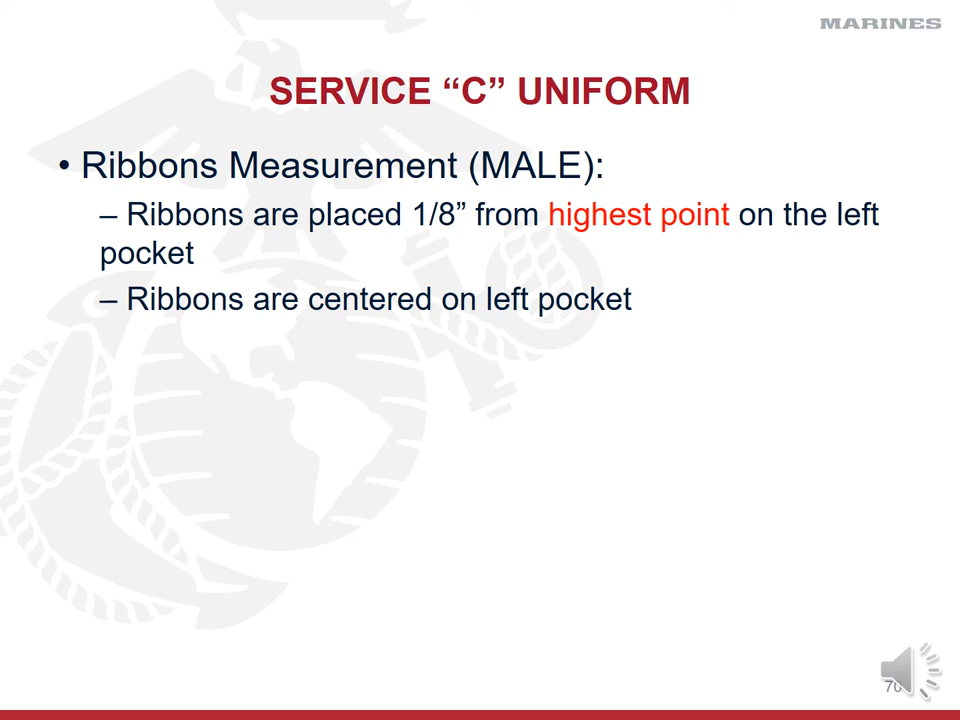 MARINES
SERVICE “C” UNIFORM
• Ribbons Measurement (MALE):
– Ribbons are placed 1/8” from highest point on the left
pocket
– Ribbons are centered on left pocket